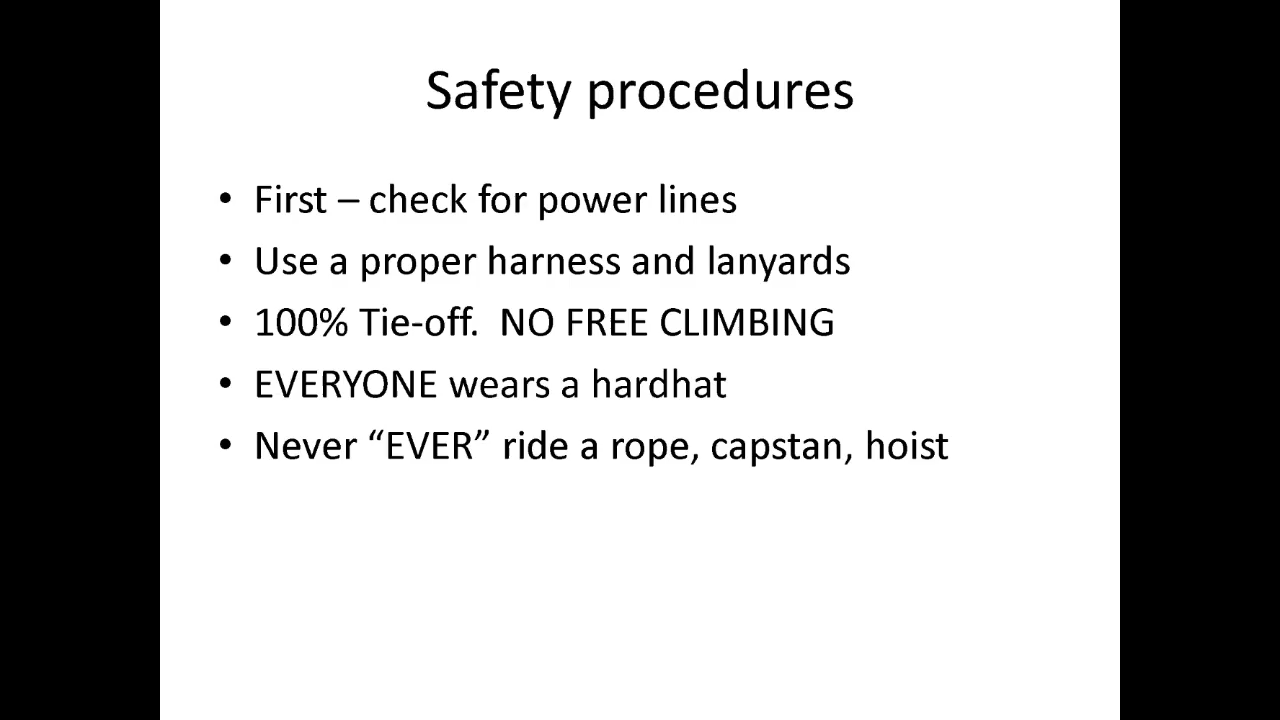 Safety procedures
• First – check for power lines
• Use a proper harness and lanyards
• 100% Tie-off.  NO FREE CLIMBING
• EVERYONE wears a hardhat
• Never “EVER” ride a rope, capstan, hoist